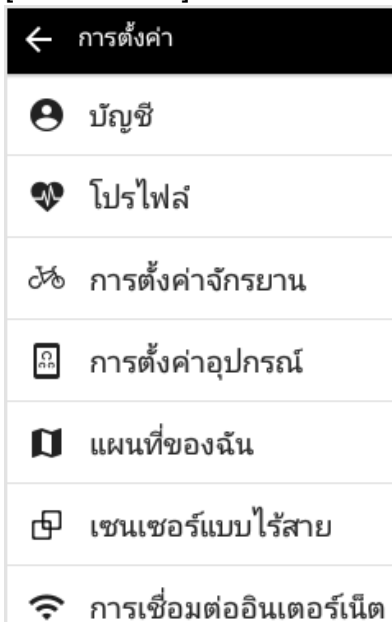 การตั้งค่า
บัญชี
โปรไฟล์
การตั้งค่าจักรยาน
การตั้งค่าอุปกรณ์
แผนที่ของฉัน
เซนเซอร์แบบไร้สาย
การเชื่อมต่ออินเตอร์เน็ต